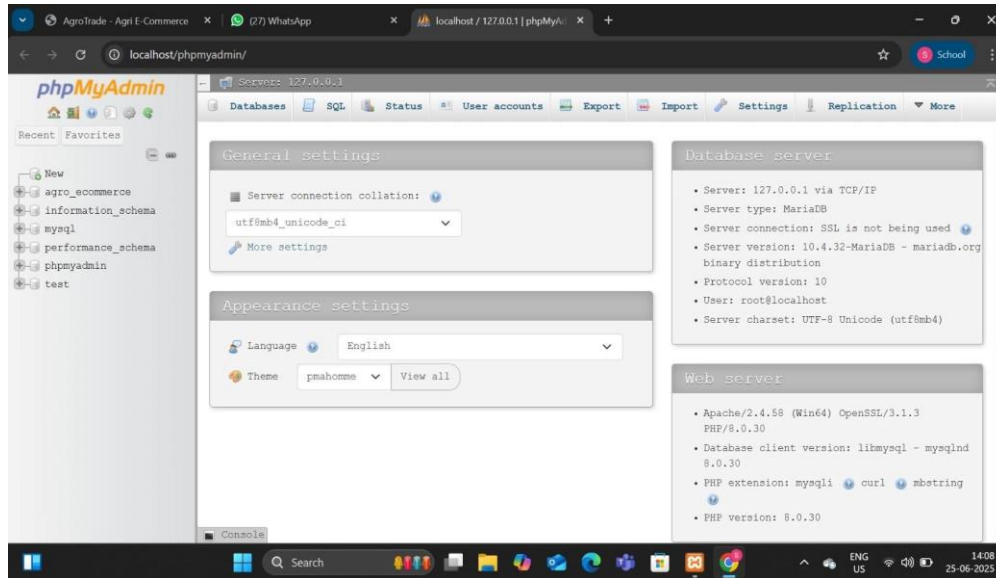 AgroTrade - Agri E-Commerce
(27) WhatsApp
localhost / 127.0.0.1 | phpMyAd
localhost/phpmyadmin/
S School
phpMyAdmin
Recent Favorites
New
agro_ecommerce
information_schema
mysql
performance_schema
phpmyadmin
test
Server: 127.0.0.1
Databases SQL Status User accounts Export Import Settings Replication More
General settings
Server connection collation:
utf8mb4_unicode_ci
More settings
Appearance settings
Language English
Theme pmahomme View all
Database server
• Server: 127.0.0.1 via TCP/IP
• Server type: MariaDB
• Server connection: SSL is not being used
• Server version: 10.4.32-MariaDB - mariadb.org
binary distribution
• Protocol version: 10
• User: root@localhost
• Server charset: UTF-8 Unicode (utf8mb4)
Web server
• Apache/2.4.58 (Win64) OpenSSL/3.1.3
PHP/8.0.30
• Database client version: libmysql - mysqlnd
8.0.30
• PHP extension: mysqli curl mbstring
• PHP version: 8.0.30
Console
Search
ENG
US
14:08
25-06-2025